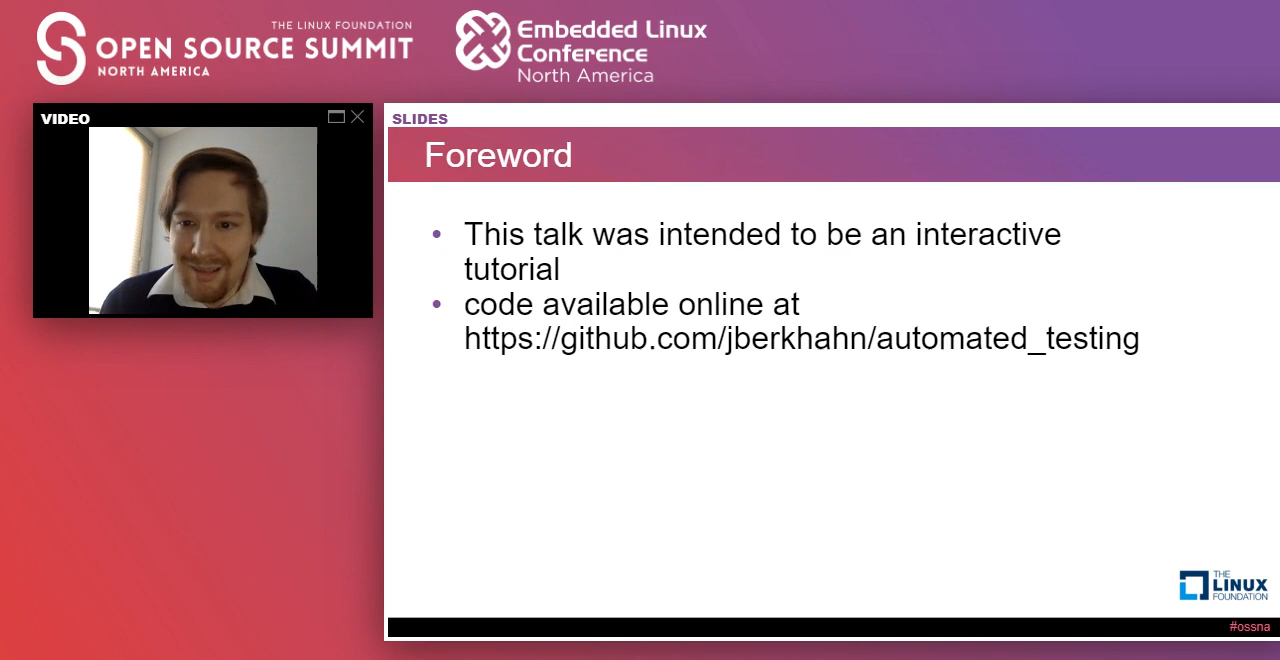 THE LINUX FOUNDATION
OPEN SOURCE SUMMIT
NORTH AMERICA
Embedded Linux
Conference
North America
VIDEO
SLIDES
Foreword
• This talk was intended to be an interactive
tutorial
• code available online at
https://github.com/jberkhahn/automated_testing
THE
LINUX
FOUNDATION
#ossna